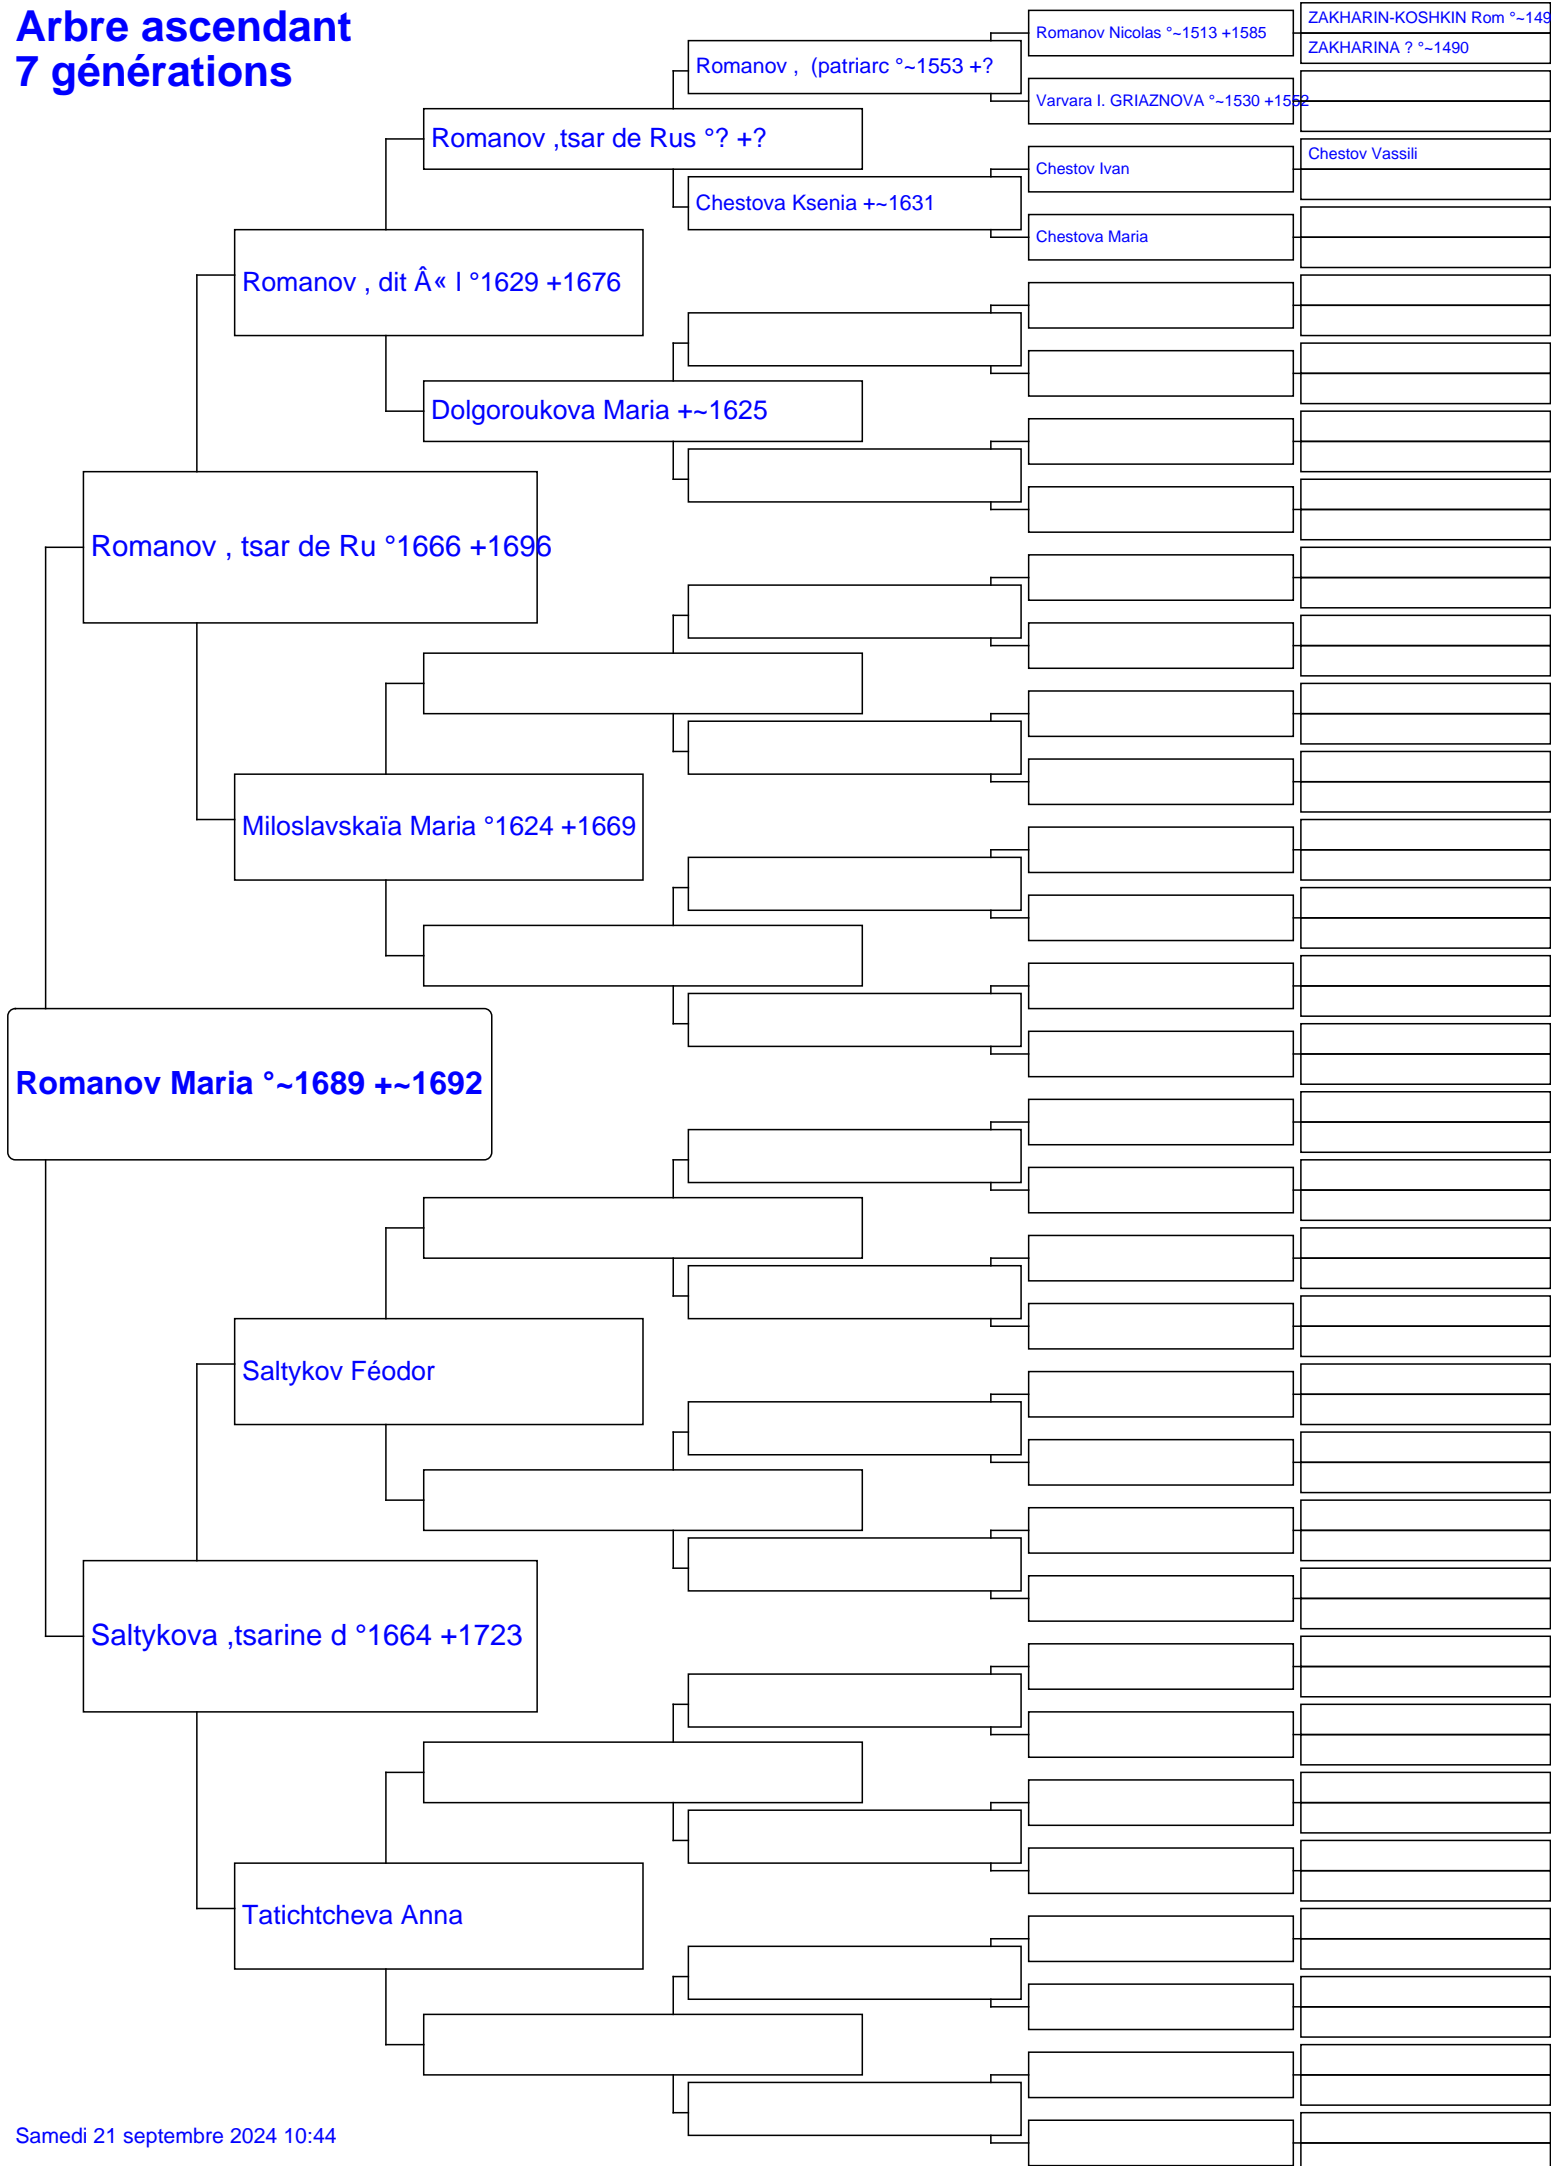 Arbre ascendant
7 générations
ZAKHARIN-KOSHKIN Rom °~149
Romanov Nicolas °~1513 +1585
ZAKHARINA ? °~1490
Romanov , (patriarc °~1553 +?
Varvara I. GRIAZNOVA °~1530 +1552
Romanov ,tsar de Rus °? +?
Chestov Vassili
Chestov Ivan
Chestova Ksenia +~1631
Chestova Maria
Romanov , dit Â« l °1629 +1676
Dolgoroukova Maria +~1625
Romanov , tsar de Ru °1666 +1696
Miloslavskaïa Maria °1624 +1669
Romanov Maria °~1689 +~1692
Saltykov Féodor
Saltykova ,tsarine d °1664 +1723
Tatichtcheva Anna
Samedi 21 septembre 2024 10:44